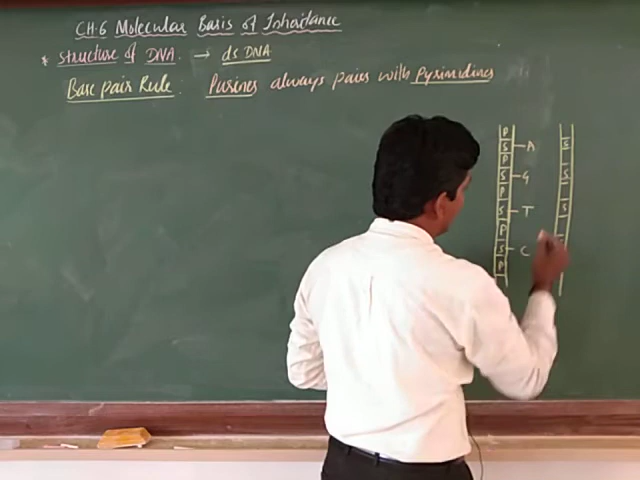 CH.6 Molecular Basis of Inheritance
* Structure of DNA. → ds DNA
Base pair Rule. Purines always pairs with Pyrimidines
P
S A
P
S G S
P
S T S
P
S C
P
S